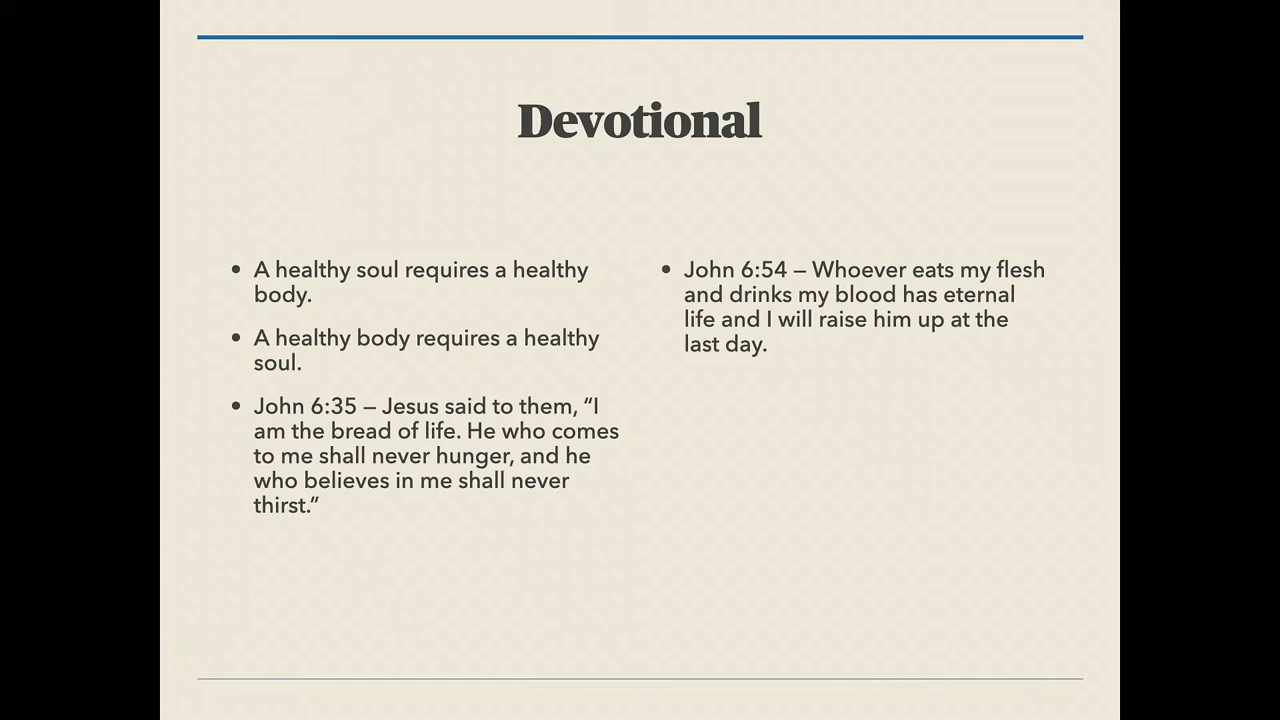 Devotional
• A healthy soul requires a healthy
body.
• A healthy body requires a healthy
soul.
• John 6:35 – Jesus said to them, “I
am the bread of life. He who comes
to me shall never hunger, and he
who believes in me shall never
thirst.”
• John 6:54 – Whoever eats my flesh
and drinks my blood has eternal
life and I will raise him up at the
last day.